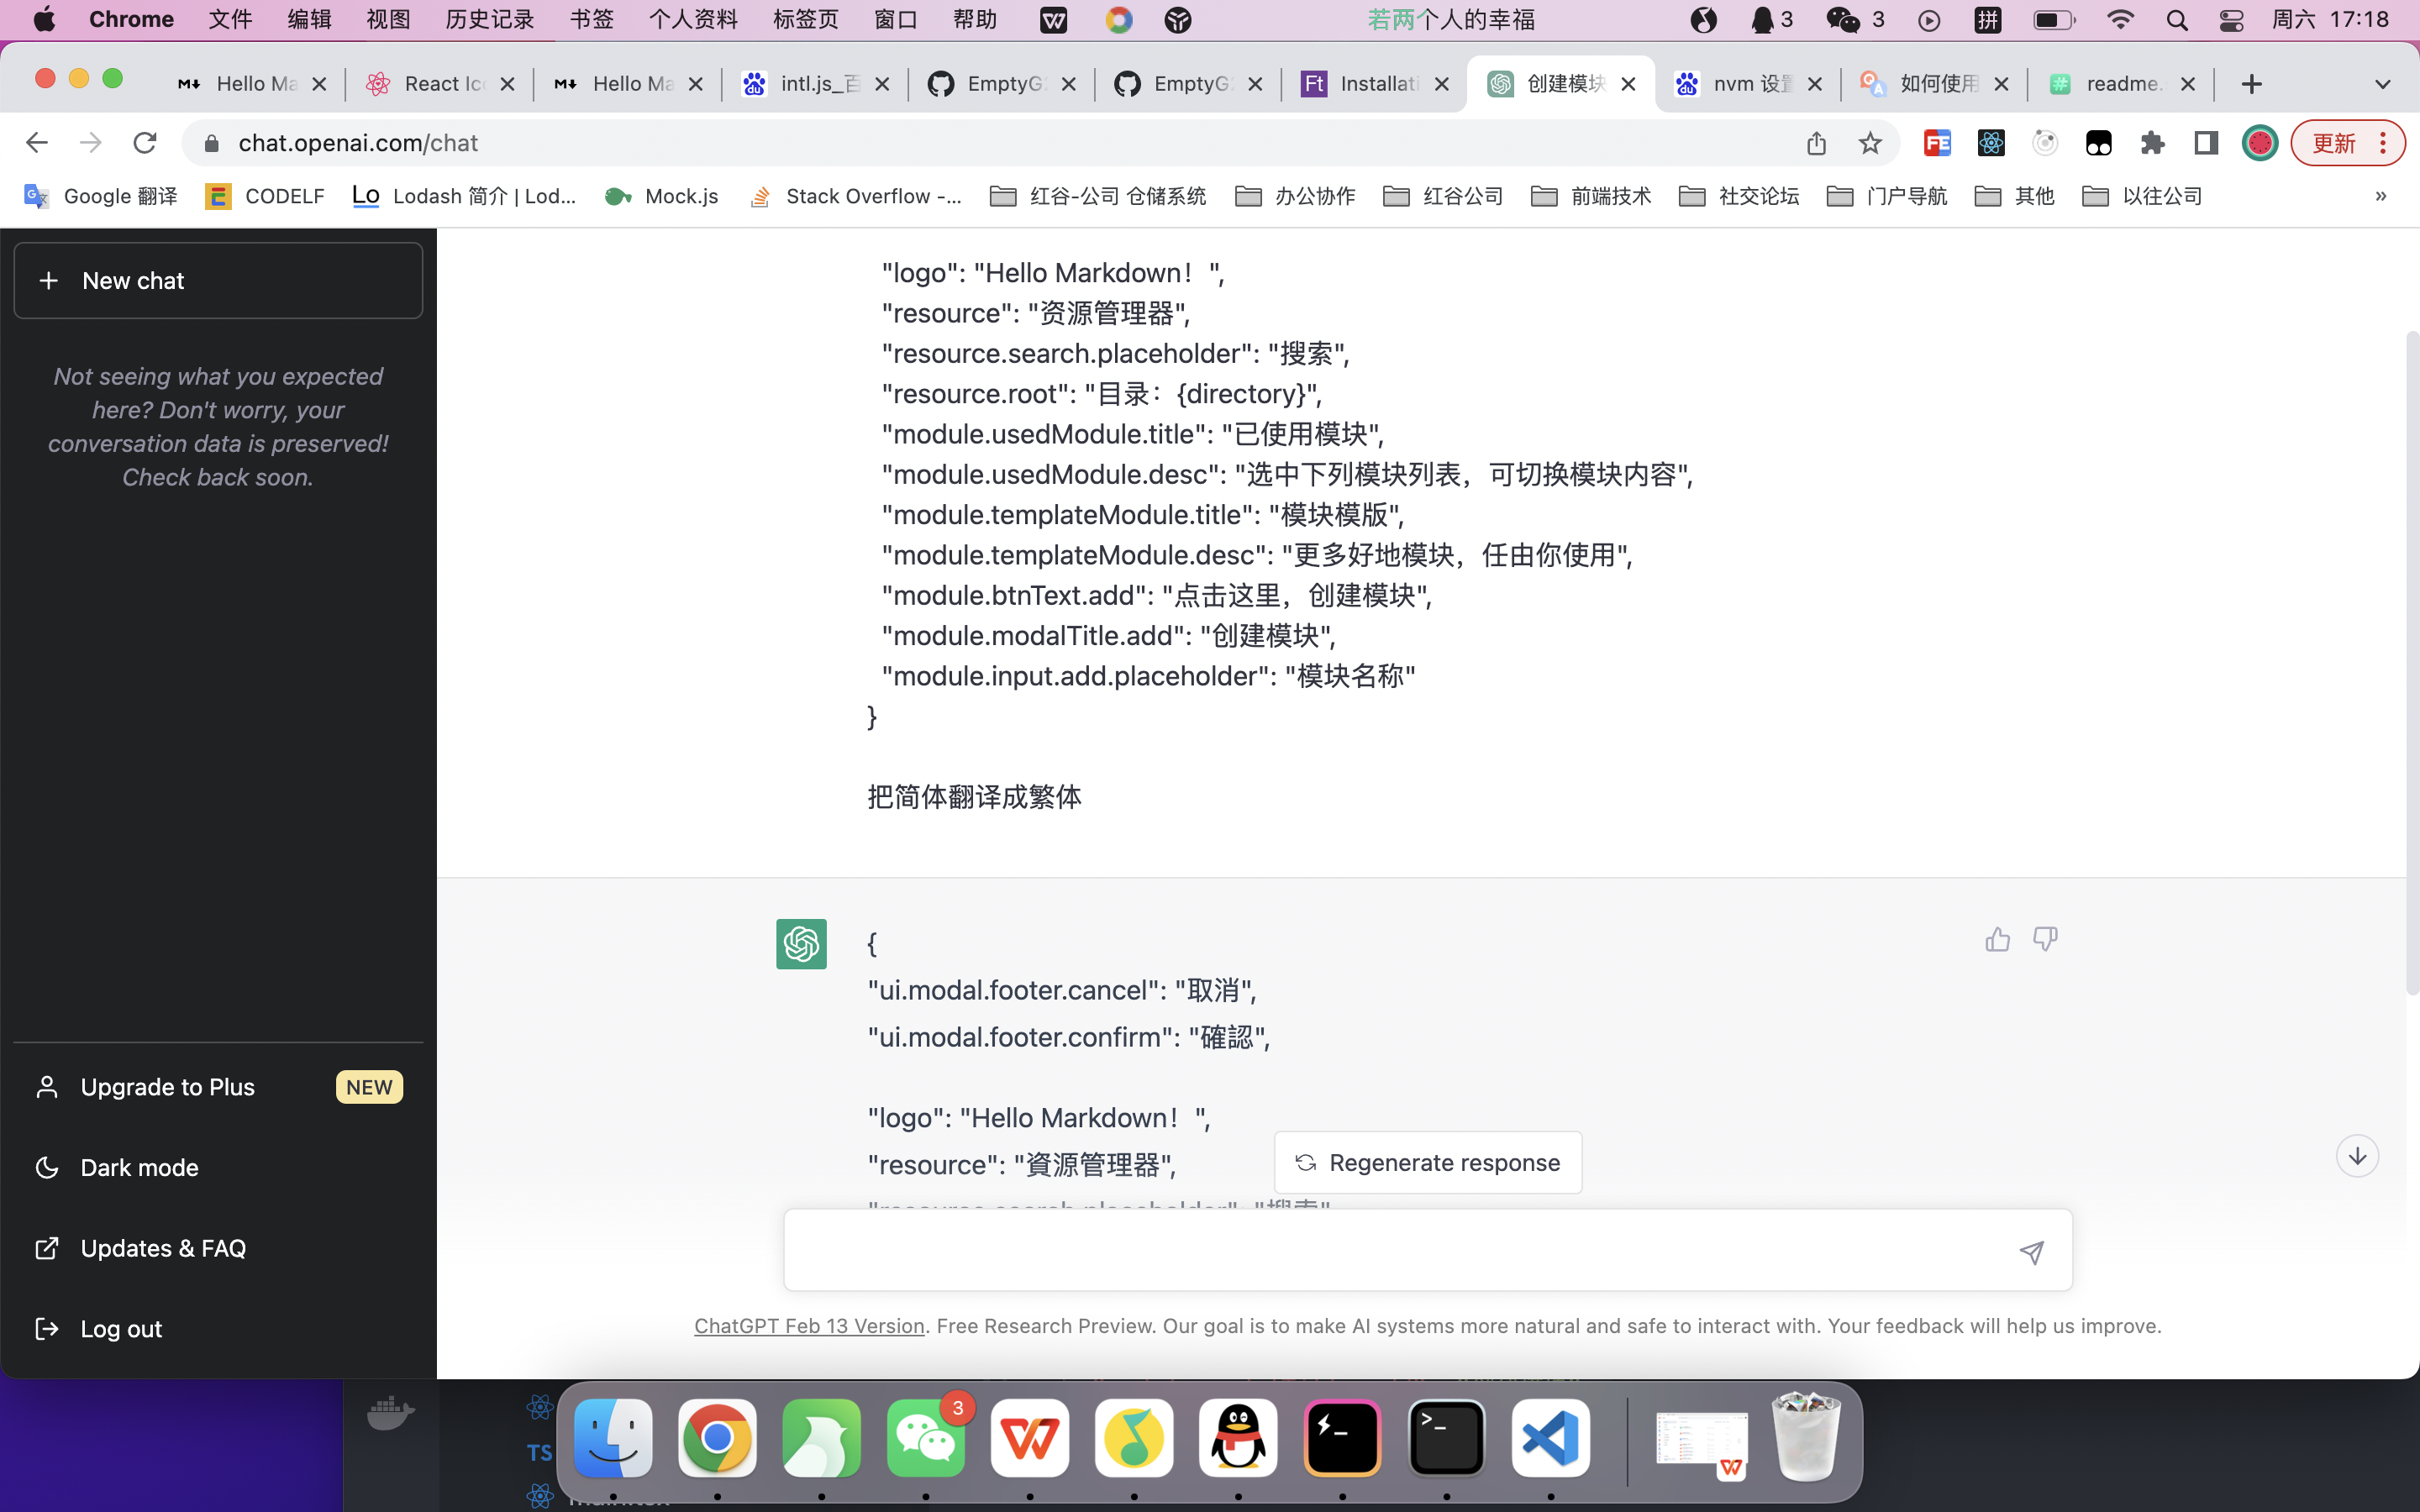 Chrome 文件 编辑 视图 历史记录 书签 个人资料 标签页 窗口 帮助 若两个人的幸福 3 3 拼 周六 17:18
Hello Ma React Ic Hello Ma intl.js_百 EmptyG EmptyG Installati 创建模块 nvm 设置 如何使用 readme.
chat.openai.com/chat 更新
Google 翻译 CODELF Lo Lodash 简介 | Lod... Mock.js Stack Overflow -... 红谷-公司 仓储系统 办公协作 红谷公司 前端技术 社交论坛 门户导航 其他 以往公司 »
New chat
Not seeing what you expected
here? Don't worry, your
conversation data is preserved!
Check back soon.
Upgrade to Plus NEW
Dark mode
Updates & FAQ
Log out
"logo": "Hello Markdown！",
"resource": "资源管理器",
"resource.search.placeholder": "搜索",
"resource.root": "目录：{directory}",
"module.usedModule.title": "已使用模块",
"module.usedModule.desc": "选中下列模块列表，可切换模块内容",
"module.templateModule.title": "模块模版",
"module.templateModule.desc": "更多好地模块，任由你使用",
"module.btnText.add": "点击这里，创建模块",
"module.modalTitle.add": "创建模块",
"module.input.add.placeholder": "模块名称"
}
把简体翻译成繁体
{
"ui.modal.footer.cancel": "取消",
"ui.modal.footer.confirm": "確認",
"logo": "Hello Markdown！",
"resource": "資源管理器",
"resource.search.placeholder": "搜索"
Regenerate response
ChatGPT Feb 13 Version. Free Research Preview. Our goal is to make AI systems more natural and safe to interact with. Your feedback will help us improve.
TS
3